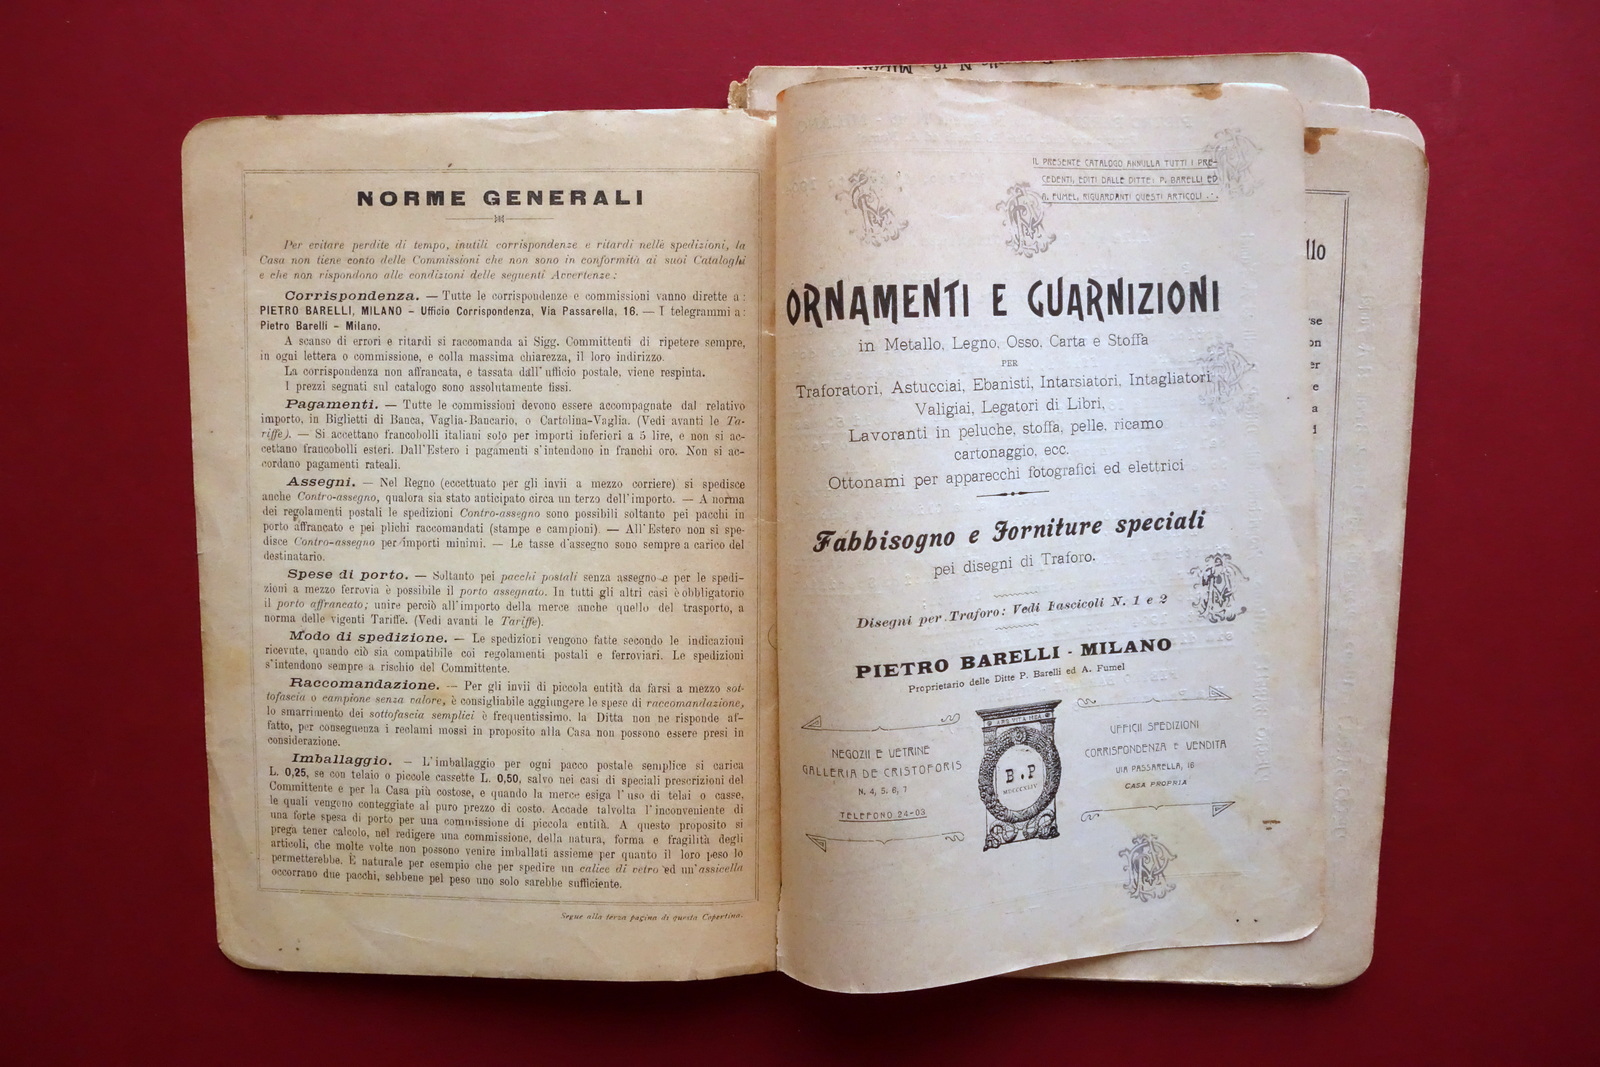 NORME GENERALI
Per evitare perdite di tempo, inutili corrispondenze e ritardi nelle spedizioni, la
Casa non tiene conto delle Commissioni che non sono in conformità ai suoi Cataloghi
e che non rispondono alle condizioni delle seguenti Avvertenze:
Corrispondenza. — Tutte le corrispondenze e commissioni vanno dirette a:
PIETRO BARELLI, MILANO - Ufficio Corrispondenza, Via Passarella, 16. — I telegrammi a:
Pietro Barelli - Milano.
A scanso di errori e ritardi si raccomanda ai Sigg. Committenti di ripetere sempre,
in ogni lettera o commissione, e colla massima chiarezza, il loro indirizzo.
La corrispondenza non affrancata, e tassata dall'ufficio postale, viene respinta.
I prezzi segnati sul catalogo sono assolutamente fissi.
Pagamenti. — Tutte le commissioni devono essere accompagnate dal relativo
importo, in Biglietti di Banca, Vaglia-Bancario, o Cartolina-Vaglia. (Vedi avanti le Ta-
riffe). — Si accettano francobolli italiani solo per importi inferiori a 5 lire, e non si ac-
cettano francobolli esteri. Dall'Estero i pagamenti s'intendono in franchi oro. Non si ac-
cordano pagamenti rateali.
Assegni. — Nel Regno (eccettuato per gli invii a mezzo corriere) si spedisce
anche Contro-assegno, qualora sia stato anticipato circa un terzo dell'importo. — A norma
dei regolamenti postali le spedizioni Contro-assegno sono possibili soltanto pei pacchi in
porto affrancato e pei plichi raccomandati (stampe e campioni). — All'Estero non si spe-
disce Contro-assegno per importi minimi. — Le tasse d'assegno sono sempre a carico del
destinatario.
Spese di porto. — Soltanto pei pacchi postali senza assegno e per le spedi-
zioni a mezzo ferrovia è possibile il porto assegnato. In tutti gli altri casi è obbligatorio
il porto affrancato; unire perciò all'importo della merce anche quello del trasporto, a
norma delle vigenti Tariffe. (Vedi avanti le Tariffe).
Modo di spedizione. — Le spedizioni vengono fatte secondo le indicazioni
ricevute, quando ciò sia compatibile coi regolamenti postali e ferroviari. Le spedizioni
s'intendono sempre a rischio del Committente.
Raccomandazione. — Per gli invii di piccola entità da farsi a mezzo sot-
tofascia o campione senza valore, è consigliabile aggiungere le spese di raccomandazione,
lo smarrimento dei sottofascia semplici è frequentissimo, la Ditta non ne risponde af-
fatto, per conseguenza i reclami mossi in proposito alla Casa non possono essere presi in
considerazione.
Imballaggio. — L'imballaggio per ogni pacco postale semplice si carica
L. 0,25, se con telaio o piccole cassette L. 0,50, salvo nei casi di speciali prescrizioni del
Committente e per la Casa più costose, e quando la merce esiga l'uso di telai o casse,
le quali vengono conteggiate al puro prezzo di costo. Accade talvolta l'inconveniente di
una forte spesa di porto per una commissione di piccola entità. A questo proposito si
prega tener calcolo, nel redigere una commissione, della natura, forma e fragilità degli
articoli, che molte volte non possono venire imballati assieme per quanto il loro peso lo
permetterebbe. È naturale per esempio che per spedire un calice di vetro ed un'assicella
occorrano due pacchi, sebbene pel peso uno solo sarebbe sufficiente.
Segue alla terza pagina di questa Copertina.
IL PRESENTE CATALOGO ANNULLA TUTTI I PRE-
CEDENTI, EDITI DALLE DITTE: P. BARELLI ED
A. FUMEL, RIGUARDANTI QUESTI ARTICOLI
ORNAMENTI E GUARNIZIONI
in Metallo, Legno, Osso, Carta e Stoffa
PER
Traforatori, Astucciai, Ebanisti, Intarsiatori, Intagliatori
Valigiai, Legatori di Libri,
Lavoranti in peluche, stoffa, pelle, ricamo
cartonaggio, ecc.
Ottonami per apparecchi fotografici ed elettrici
Fabbisogno e Forniture speciali
pei disegni di Traforo.
Disegni per Traforo: Vedi Fascicoli N. 1 e 2
PIETRO BARELLI - MILANO
Proprietario delle Ditte P. Barelli ed A. Fumel
NEGOZII E VETRINE
GALLERIA DE CRISTOFORIS
N. 4, 5, 6, 7
TELEFONO 24-03
ARS VITA MEA
B.P
MDCCCXLIV
UFFICII SPEDIZIONI
CORRISPONDENZA E VENDITA
VIA PASSARELLA, 16
CASA PROPRIA
llo